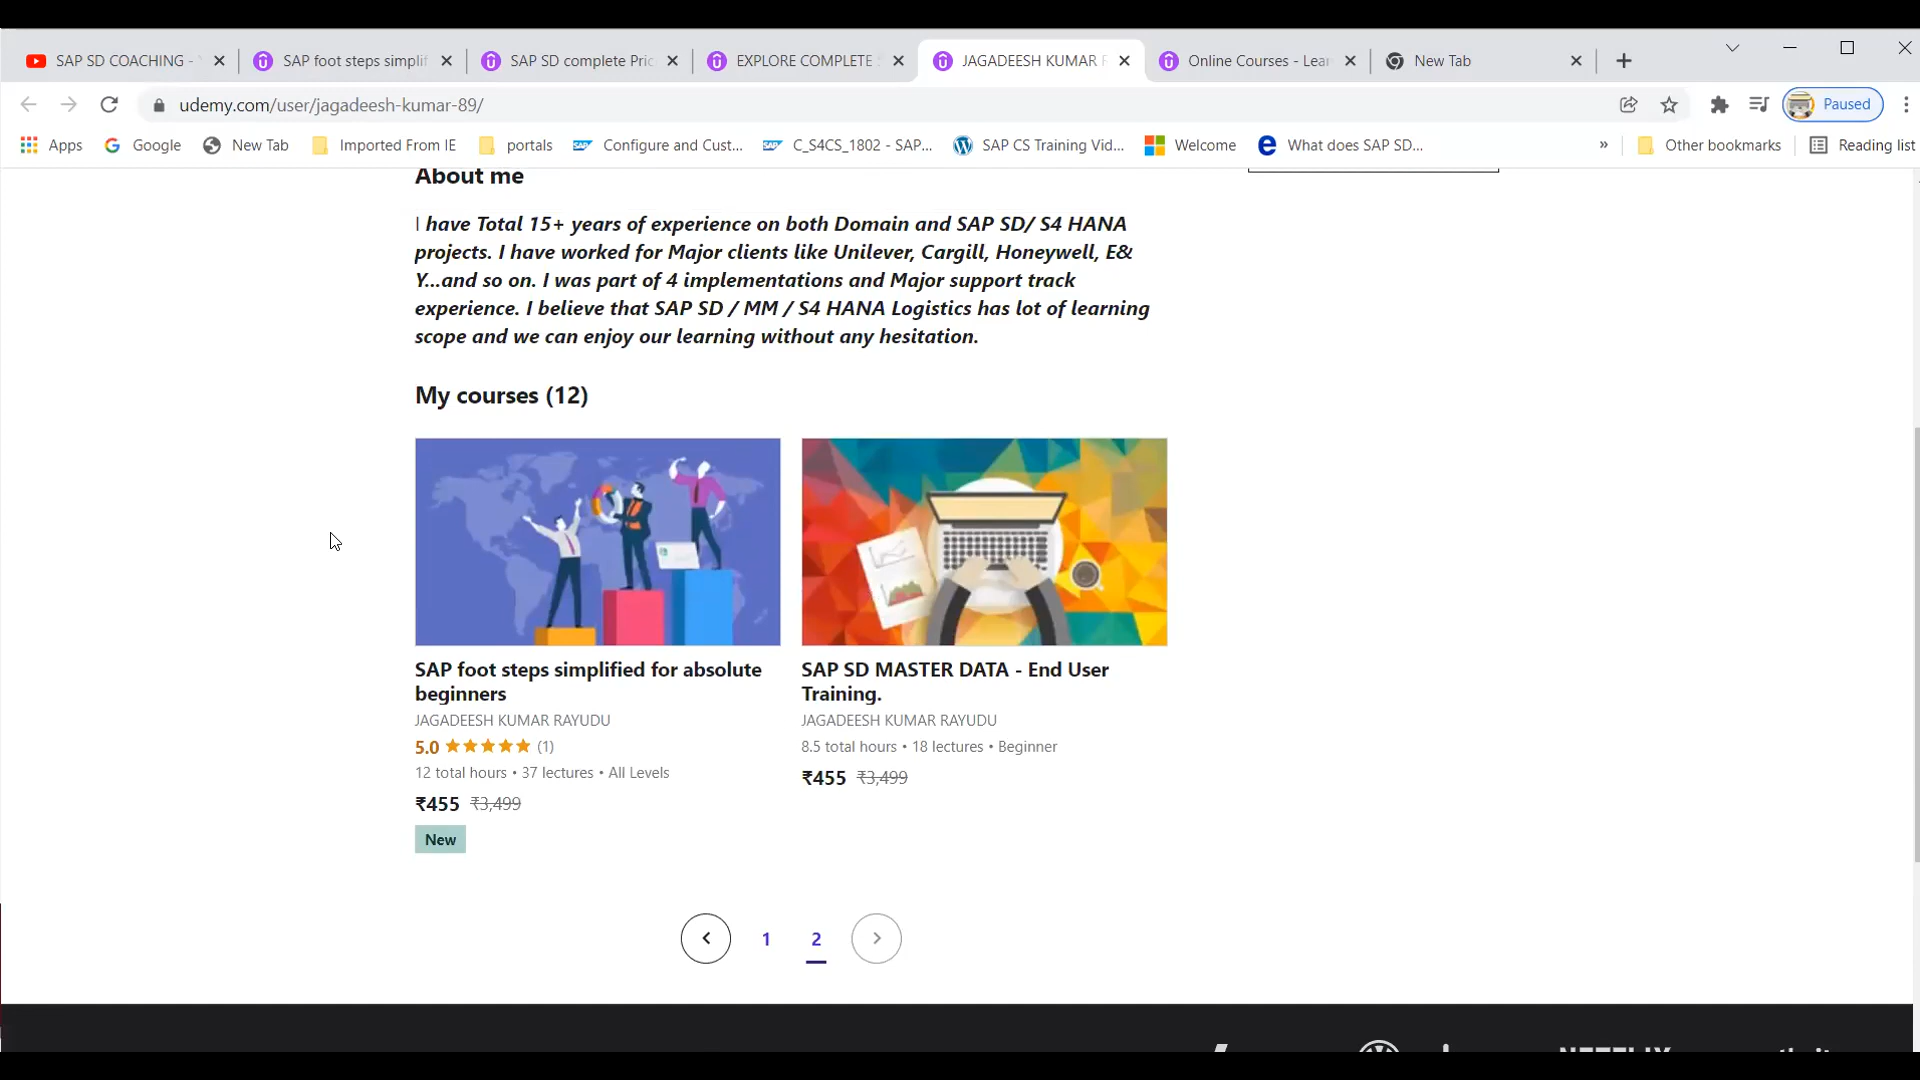 SAP SD COACHING -
SAP foot steps simplif
SAP SD complete Pric
EXPLORE COMPLETE
JAGADEESH KUMAR R
Online Courses - Lea
New Tab
udemy.com/user/jagadeesh-kumar-89/
Paused
Apps
Google
New Tab
Imported From IE
portals
Configure and Cust...
C_S4CS_1802 - SAP...
SAP CS Training Vid...
Welcome
What does SAP SD...
»
Other bookmarks
Reading list
About me
I have Total 15+ years of experience on both Domain and SAP SD/ S4 HANA
projects. I have worked for Major clients like Unilever, Cargill, Honeywell, E&
Y...and so on. I was part of 4 implementations and Major support track
experience. I believe that SAP SD / MM / S4 HANA Logistics has lot of learning
scope and we can enjoy our learning without any hesitation.
My courses (12)
SAP foot steps simplified for absolute
beginners
JAGADEESH KUMAR RAYUDU
5.0 (1)
12 total hours • 37 lectures • All Levels
₹455 ₹3,499
New
SAP SD MASTER DATA - End User
Training.
JAGADEESH KUMAR RAYUDU
8.5 total hours • 18 lectures • Beginner
₹455 ₹3,499
1
2
NETFLIX